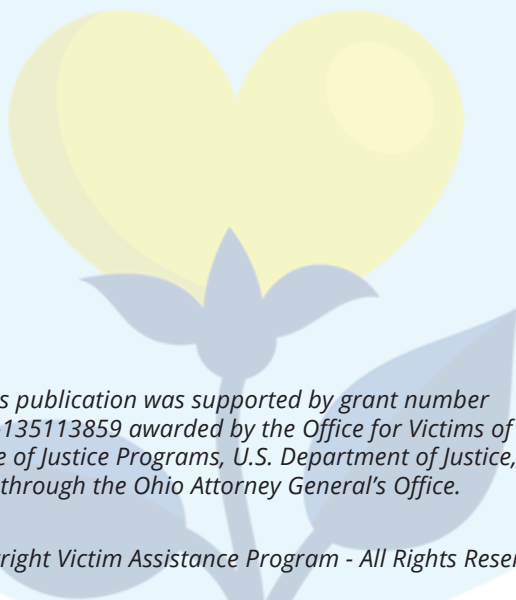 s publication was supported by grant number
135113859 awarded by the Office for Victims of
e of Justice Programs, U.S. Department of Justice,
through the Ohio Attorney General’s Office.
right Victim Assistance Program - All Rights Reser